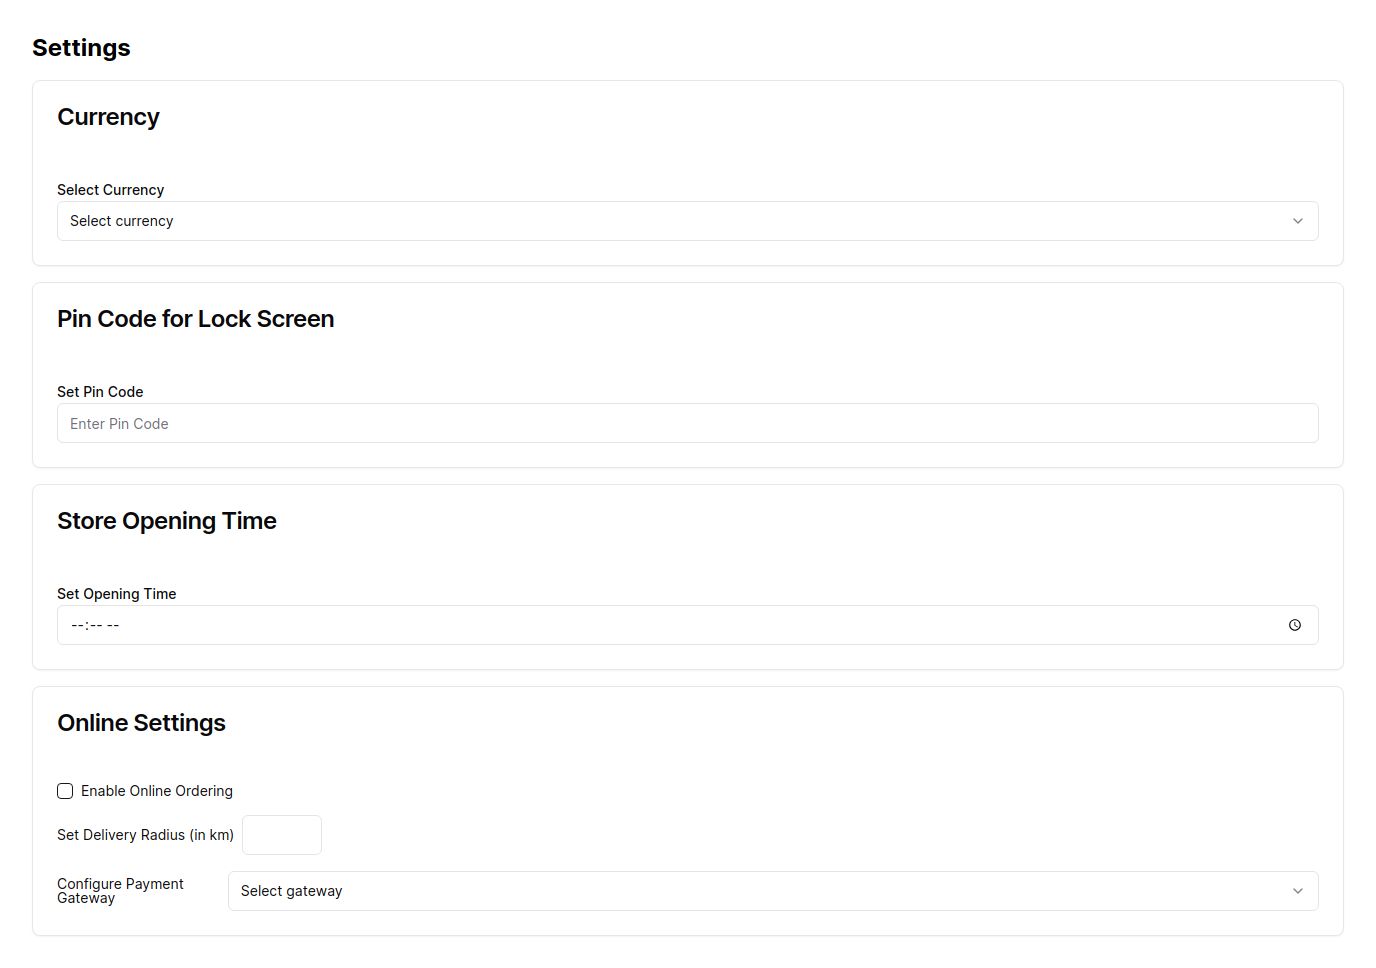 Settings
Currency
Select Currency
Select currency
Pin Code for Lock Screen
Set Pin Code
Enter Pin Code
Store Opening Time
Set Opening Time
--:-- --
Online Settings
Enable Online Ordering
Set Delivery Radius (in km)
Configure Payment
Gateway
Select gateway